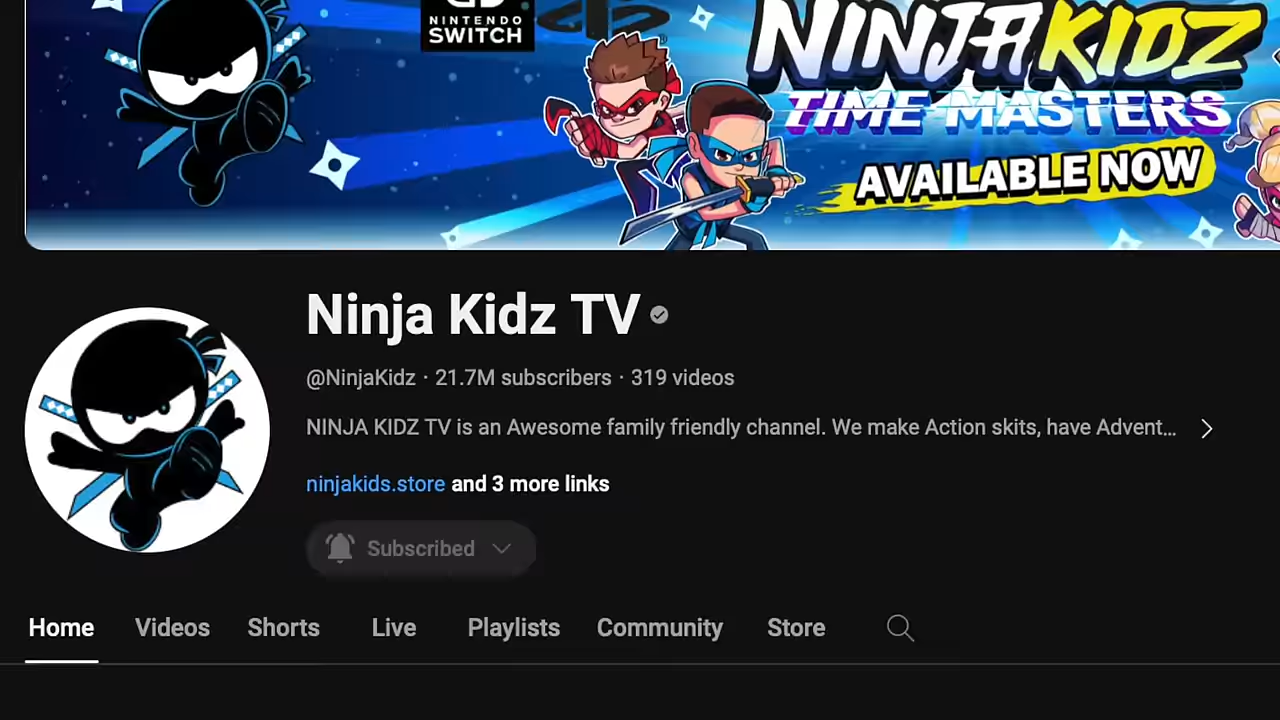 NINTENDO
SWITCH
NINJA KIDZ
TIME MASTERS
AVAILABLE NOW
Ninja Kidz TV
@NinjaKidz · 21.7M subscribers · 319 videos
NINJA KIDZ TV is an Awesome family friendly channel. We make Action skits, have Advent...
ninjakids.store and 3 more links
Subscribed
Home Videos Shorts Live Playlists Community Store